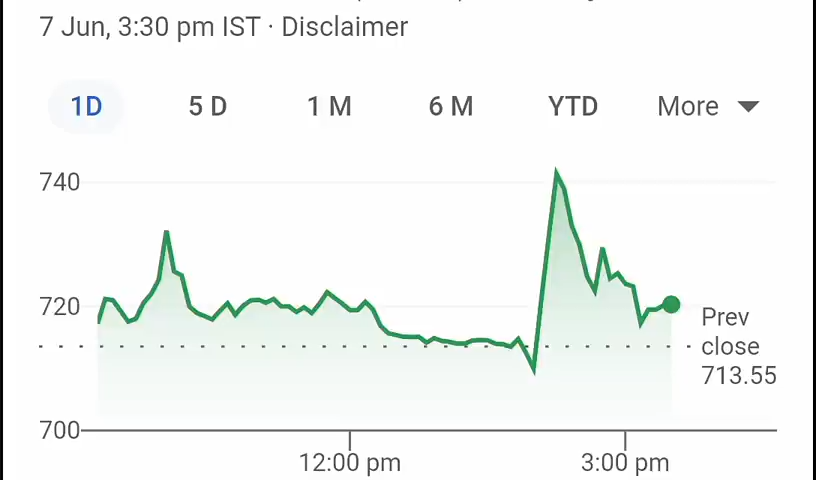 7 Jun, 3:30 pm IST · Disclaimer
1D 5 D 1 M 6 M YTD More
740
720
700
Prev
close
713.55
12:00 pm 3:00 pm